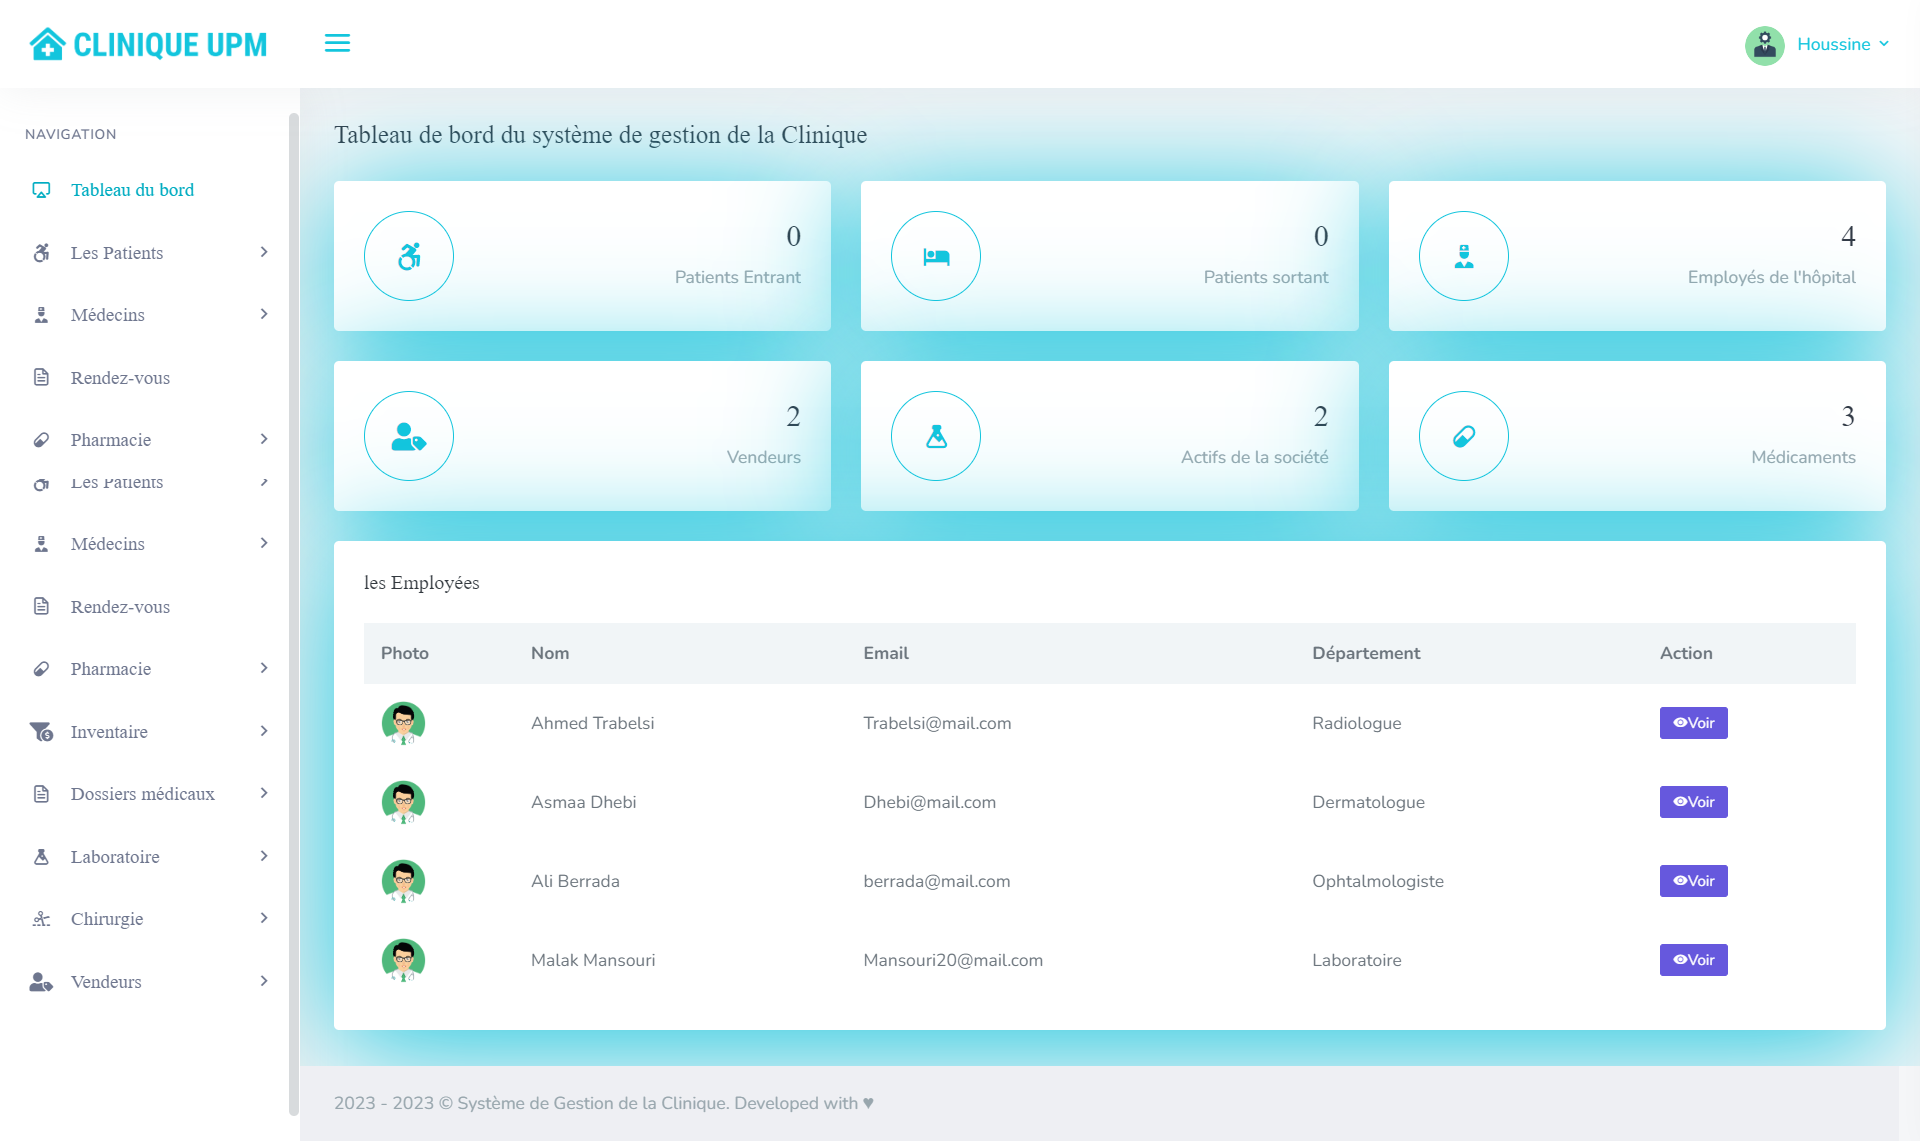 CLINIQUE UPM
Houssine
NAVIGATION
Tableau du bord
Les Patients
Médecins
Rendez-vous
Pharmacie
Les Patients
Médecins
Rendez-vous
Pharmacie
Inventaire
Dossiers médicaux
Laboratoire
Chirurgie
Vendeurs
Tableau de bord du système de gestion de la Clinique
0
Patients Entrant
0
Patients sortant
4
Employés de l'hôpital
2
Vendeurs
2
Actifs de la société
3
Médicaments
les Employées
Photo Nom Email Département Action
Ahmed Trabelsi Trabelsi@mail.com Radiologue Voir
Asmaa Dhebi Dhebi@mail.com Dermatologue Voir
Ali Berrada berrada@mail.com Ophtalmologiste Voir
Malak Mansouri Mansouri20@mail.com Laboratoire Voir
2023 - 2023 © Système de Gestion de la Clinique. Developed with ♥